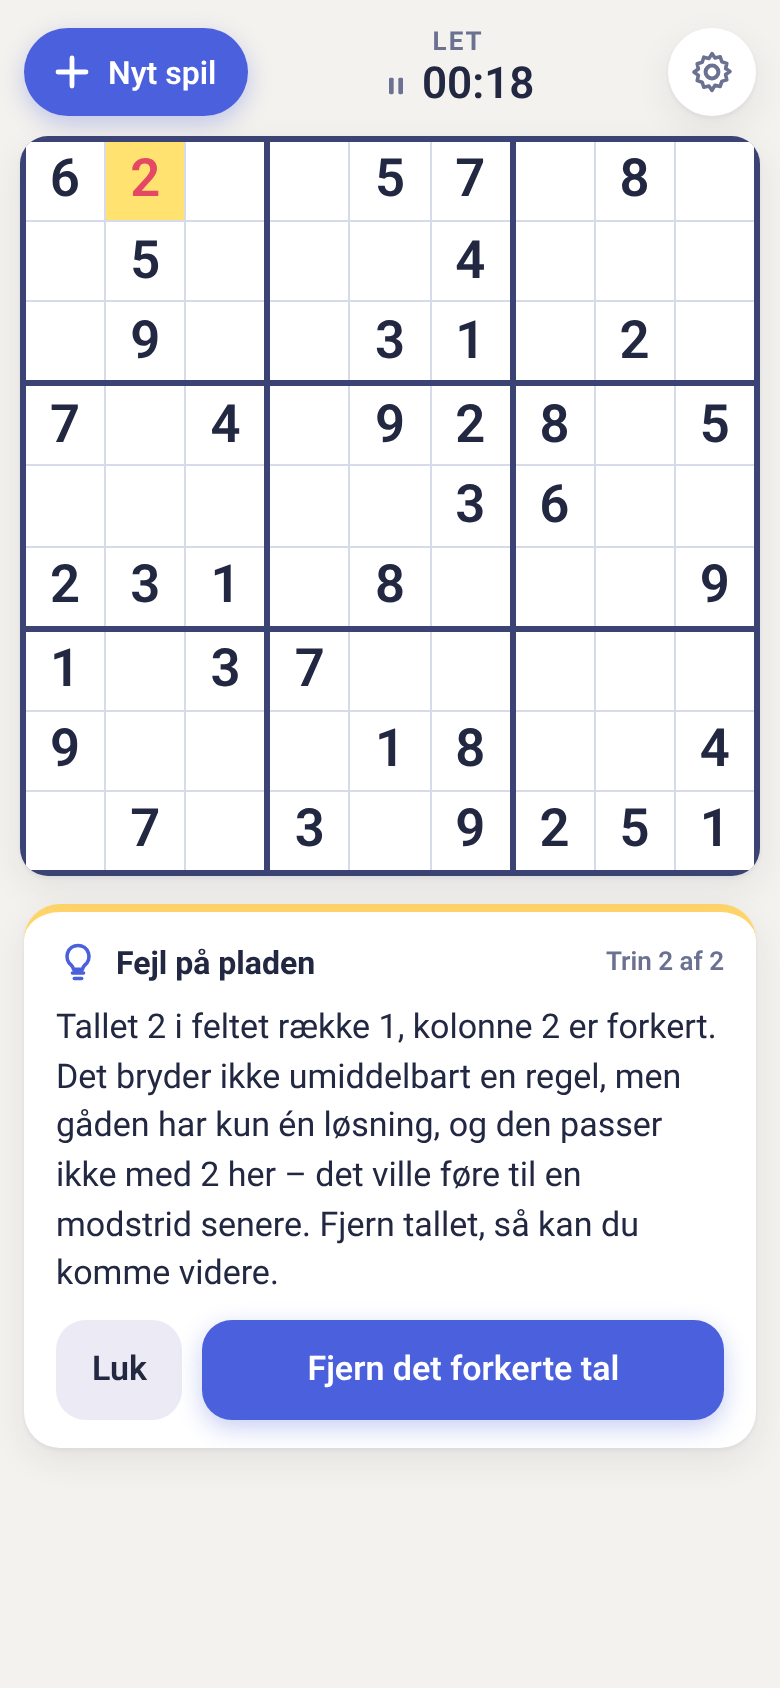 Nyt spil
LET
00:18
6 2 5 7 8
5 4
9 3 1 2
7 4 9 2 8 5
3 6
2 3 1 8 9
1 3 7
9 1 8 4
7 3 9 2 5 1
Fejl på pladen
Trin 2 af 2
Tallet 2 i feltet række 1, kolonne 2 er forkert.
Det bryder ikke umiddelbart en regel, men
gåden har kun én løsning, og den passer
ikke med 2 her – det ville føre til en
modstrid senere. Fjern tallet, så kan du
komme videre.
Luk
Fjern det forkerte tal